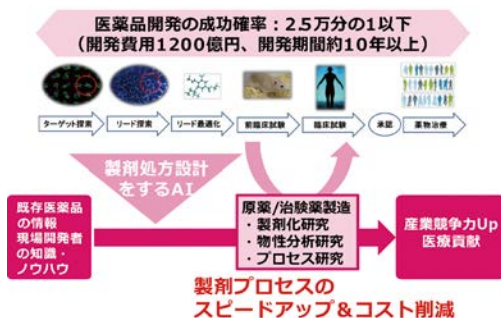 医薬品開発の成功確率:2.5万分の1以下
(開発費用1200億円、開発期間約10年以上)
ターゲット探索
リード探索
リード最適化
前臨床試験
臨床試験
承認
薬物治療
製剤処方設計
をするAI
既存医薬品
の情報
現場開発者
の知識・
ノウハウ
原薬/治験薬製造
・製剤化研究
・物性分析研究
・プロセス研究
産業競争力Up
医療貢献
製剤プロセスの
スピードアップ&コスト削減